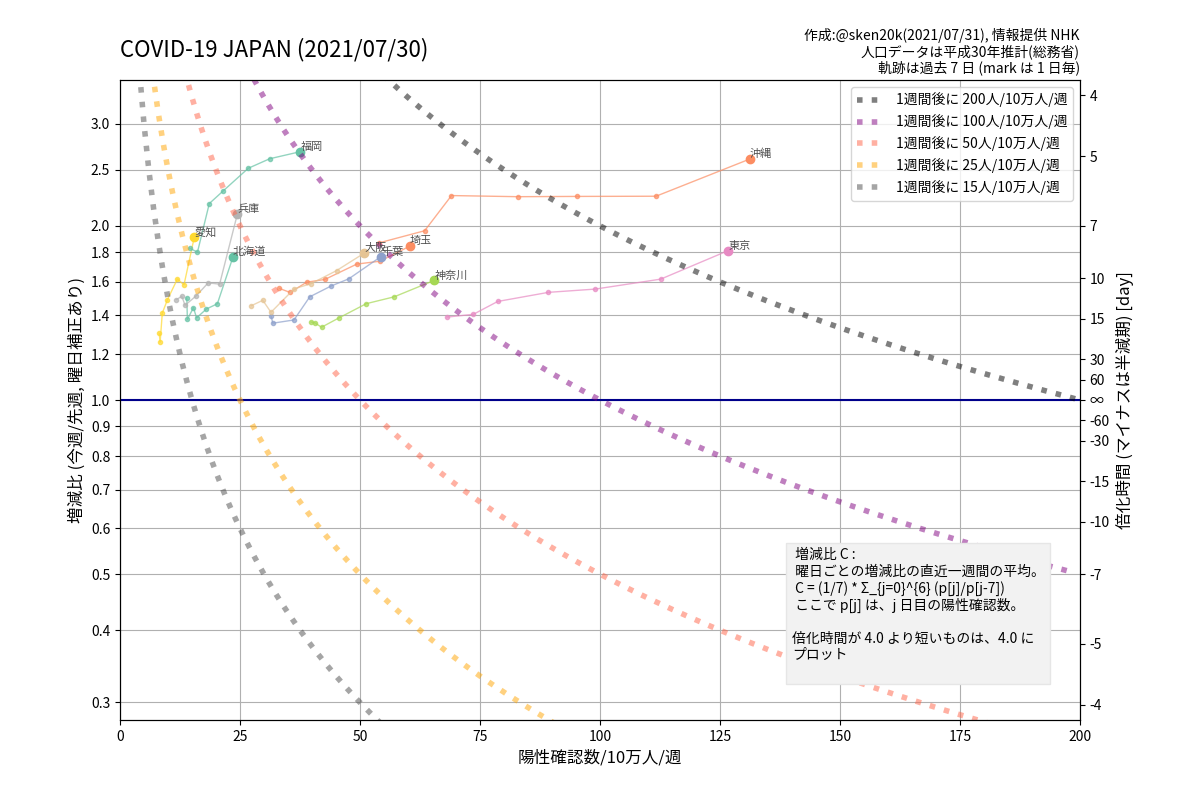 COVID-19 JAPAN (2021/07/30)
作成:@sken20k(2021/07/31), 情報提供 NHK
人口データは平成30年推計(総務省)
軌跡は過去 7 日 (mark は 1 日毎)
1週間後に 200人/10万人/週
1週間後に 100人/10万人/週
1週間後に 50人/10万人/週
1週間後に 25人/10万人/週
1週間後に 15人/10万人/週
増減比 (今週/先週, 曜日補正あり)
3.0
2.5
2.0
1.8
1.6
1.4
1.2
1.0
0.9
0.8
0.7
0.6
0.5
0.4
0.3
福岡
沖縄
兵庫
愛知
北海道
大阪
千葉
埼玉
東京
神奈川
4
5
7
10
15
30
60
∞
-60
-30
-15
-10
-7
-5
-4
倍化時間 (マイナスは半減期) [day]
増減比 C :
曜日ごとの増減比の直近一週間の平均。
C = (1/7) * Σ_{j=0}^{6} (p[j]/p[j-7])
ここで p[j] は、j 日目の陽性確認数。
倍化時間が 4.0 より短いものは、4.0 に
プロット
0 25 50 75 100 125 150 175 200
陽性確認数/10万人/週